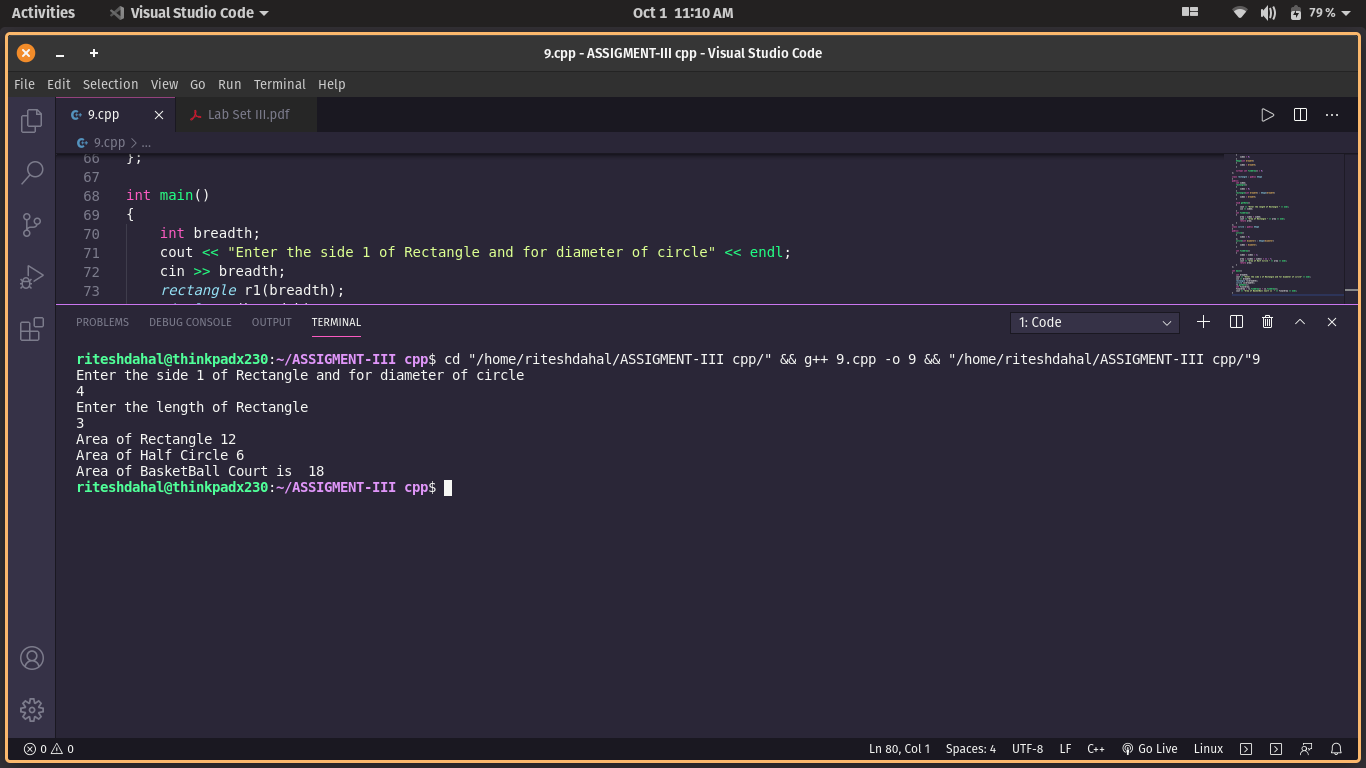 Activities Visual Studio Code Oct 1 11:10 AM 79 %
9.cpp - ASSIGMENT-III cpp - Visual Studio Code
File Edit Selection View Go Run Terminal Help
9.cpp Lab Set III.pdf
9.cpp > ...
66 };
67
68 int main()
69 {
70 int breadth;
71 cout << "Enter the side 1 of Rectangle and for diameter of circle" << endl;
72 cin >> breadth;
73 rectangle r1(breadth);
PROBLEMS DEBUG CONSOLE OUTPUT TERMINAL 1: Code
riteshdahal@thinkpadx230:~/ASSIGMENT-III cpp$ cd "/home/riteshdahal/ASSIGMENT-III cpp/" && g++ 9.cpp -o 9 && "/home/riteshdahal/ASSIGMENT-III cpp/"9
Enter the side 1 of Rectangle and for diameter of circle
4
Enter the length of Rectangle
3
Area of Rectangle 12
Area of Half Circle 6
Area of BasketBall Court is  18
riteshdahal@thinkpadx230:~/ASSIGMENT-III cpp$
0 0 Ln 80, Col 1 Spaces: 4 UTF-8 LF C++ Go Live Linux